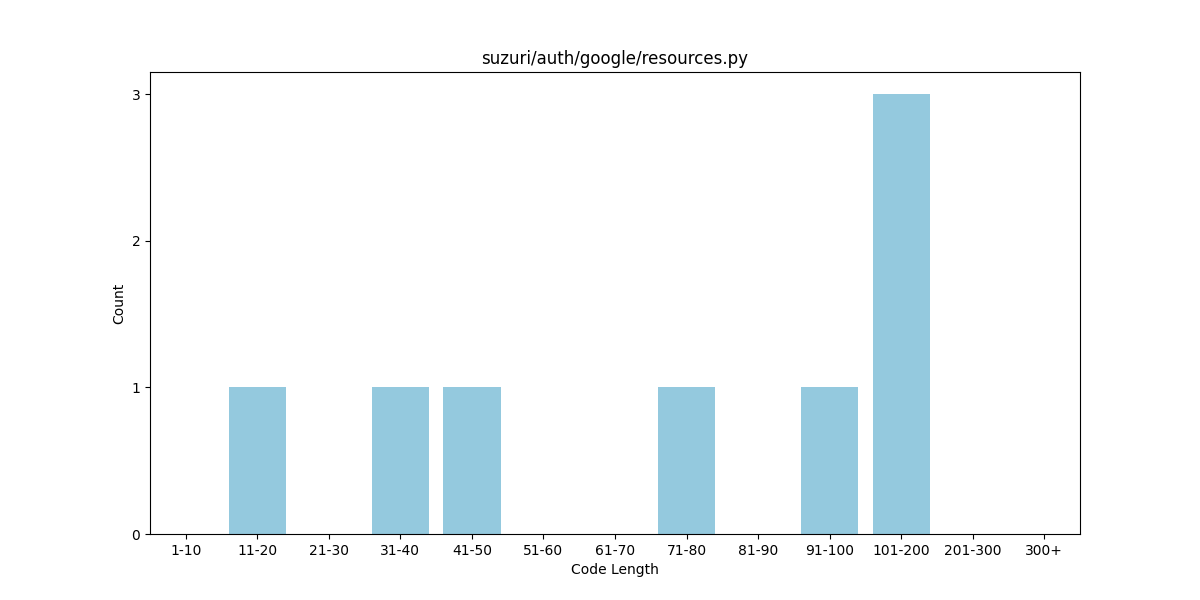 suzuri/auth/google/resources.py
3
2
1
0
Count
1-10 11-20 21-30 31-40 41-50 51-60 61-70 71-80 81-90 91-100 101-200 201-300 300+
Code Length